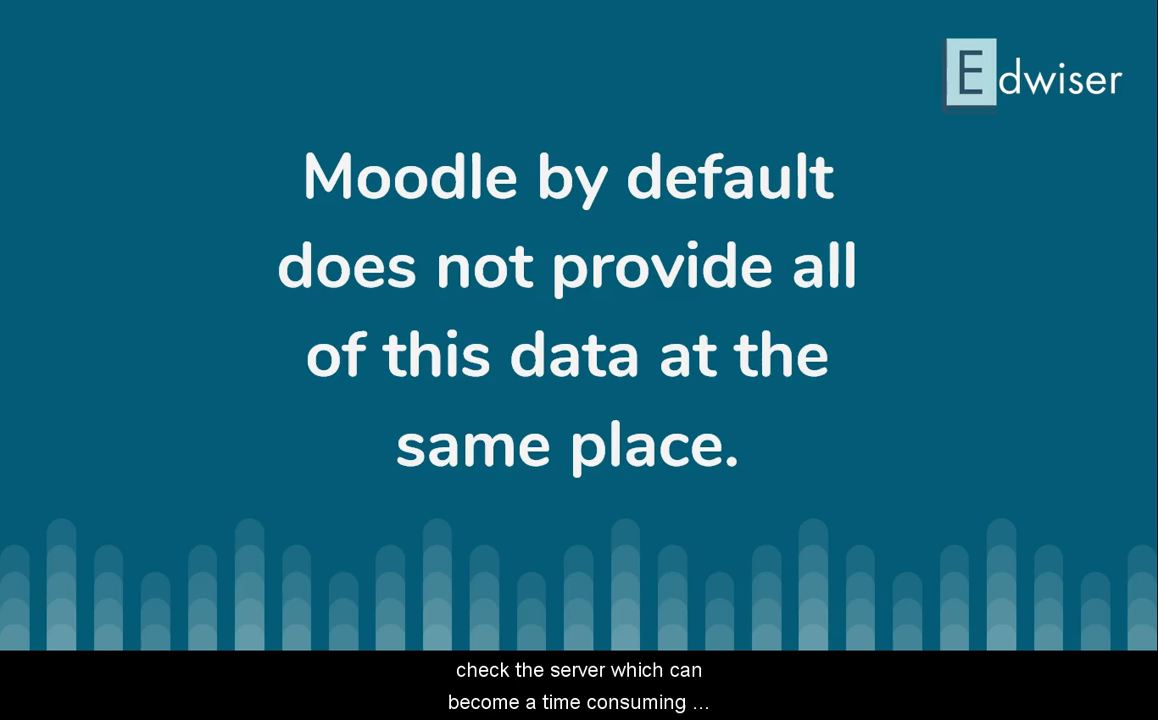 Edwiser
Moodle by default
does not provide all
of this data at the
same place.
check the server which can
become a time consuming ...